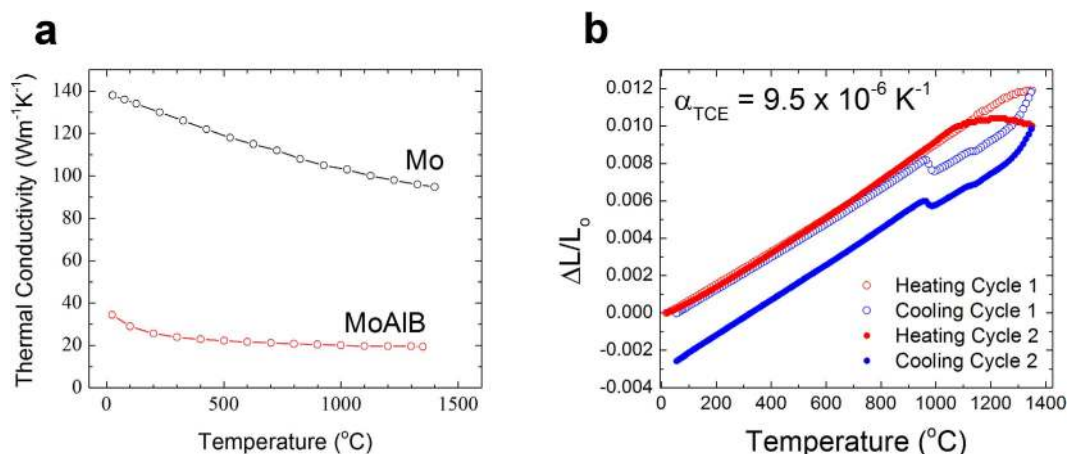 a
Thermal Conductivity (Wm⁻¹K⁻¹)
140
120
100
80
60
40
20
0
Mo
MoAlB
0
500
1000
1500
Temperature (°C)
b
ΔL/Lₒ
0.012
0.010
0.008
0.006
0.004
0.002
0.000
-0.002
-0.004
α_TCE = 9.5 x 10⁻⁶ K⁻¹
Heating Cycle 1
Cooling Cycle 1
Heating Cycle 2
Cooling Cycle 2
0
200
400
600
800
1000
1200
1400
Temperature (°C)